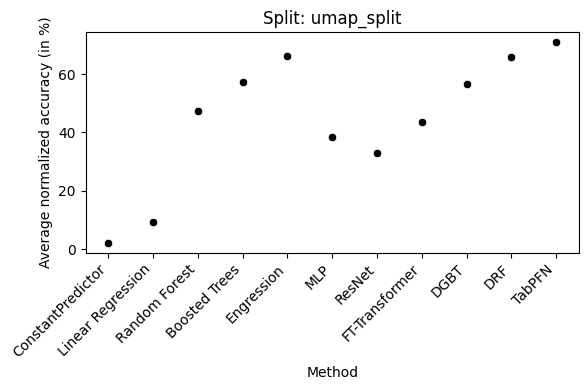 Split: umap_split
Average normalized accuracy (in %)
60
40
20
0
ConstantPredictor
Linear Regression
Random Forest
Boosted Trees
Engression
MLP
ResNet
FT-Transformer
DGBT
DRF
TabPFN
Method